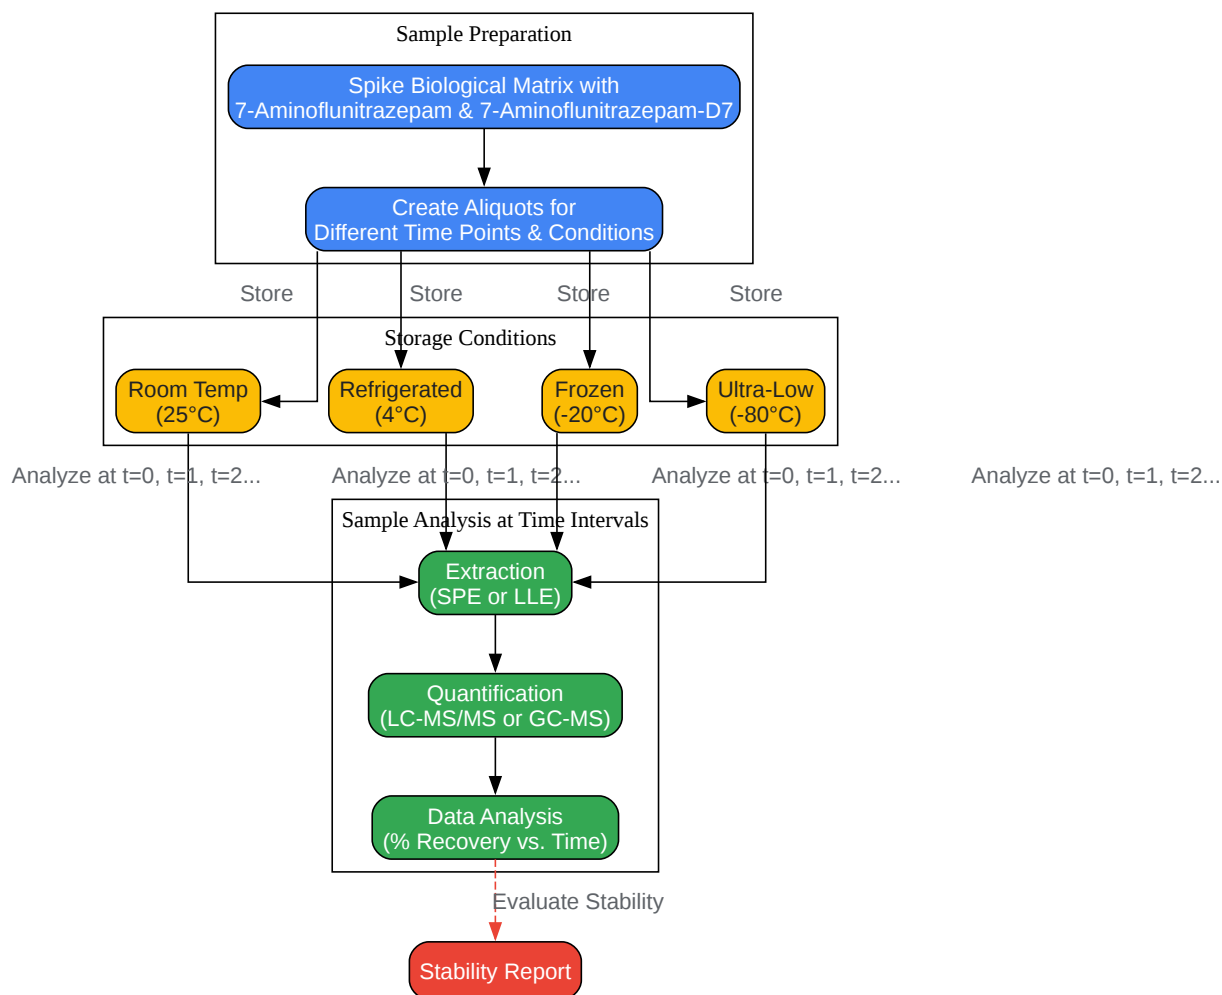 Sample Preparation
Spike Biological Matrix with
7-Aminoflunitrazepam & 7-Aminoflunitrazepam-D7
Create Aliquots for
Different Time Points & Conditions
Store
Store
Store
Store
Storage Conditions
Room Temp
(25°C)
Refrigerated
(4°C)
Frozen
(-20°C)
Ultra-Low
(-80°C)
Analyze at t=0, t=1, t=2...
Analyze at t=0, t=1, t=2...
Analyze at t=0, t=1, t=2...
Analyze at t=0, t=1, t=2...
Sample Analysis at Time Intervals
Extraction
(SPE or LLE)
Quantification
(LC-MS/MS or GC-MS)
Data Analysis
(% Recovery vs. Time)
Evaluate Stability
Stability Report